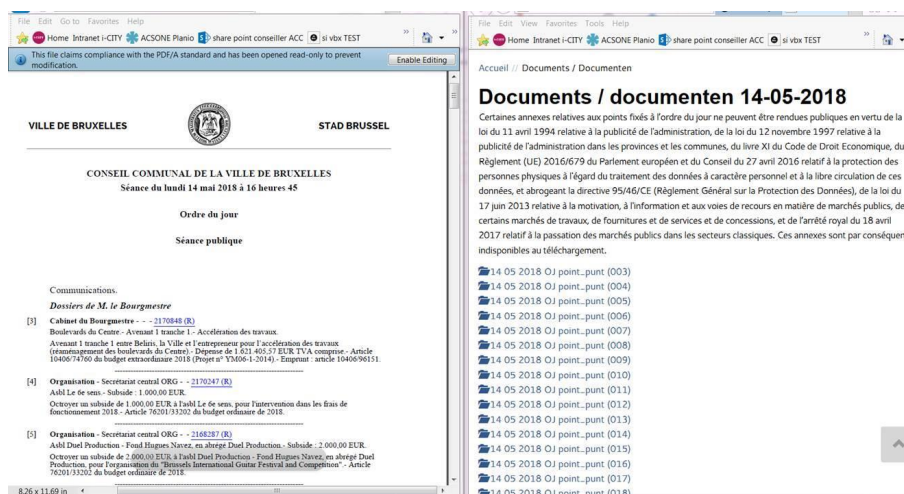 File Edit Go to Favorites Help
Home Intranet i-CITY ACSONE Planio share point conseiller ACC si vbx TEST
This file claims compliance with the PDF/A standard and has been opened read-only to prevent
modification.
Enable Editing
VILLE DE BRUXELLES
STAD BRUSSEL
CONSEIL COMMUNAL DE LA VILLE DE BRUXELLES
Séance du lundi 14 mai 2018 à 16 heures 45
Ordre du jour
Séance publique
Communications.
Dossiers de M. le Bourgmestre
[3] Cabinet du Bourgmestre - - - 2170848 (R)
Boulevards du Centre.- Avenant 1 tranche 1.- Accélération des travaux.
Avenant 1 tranche 1 entre Beliris, la Ville et l'entrepreneur pour l'accélération des travaux
(réaménagement des boulevards du Centre).- Dépense de 1.621.405,57 EUR TVA comprise.- Article
10406/74760 du budget extraordinaire 2018 (Projet n° YM06-1-2014).- Emprunt : article 10406/96151.
[4] Organisation - Secrétariat central ORG - - 2170247 (R)
Asbl Le 6e sens.- Subside : 1.000,00 EUR.
Octroyer un subside de 1.000,00 EUR à l'asbl Le 6e sens, pour l'intervention dans les frais de
fonctionnement 2018.- Article 76201/33202 du budget ordinaire de 2018.
[5] Organisation - Secrétariat central ORG - - 2168287 (R)
Asbl Duel Production - Fond Hugues Navez, en abrégé Duel Production.- Subside : 2.000,00 EUR.
Octroyer un subside de 2.000,00 EUR à l'asbl Duel Production - Fond Hugues Navez, en abrégé Duel
Production, pour l'organisation du "Brussels International Guitar Festival and Competition".- Article
76201/33202 du budget ordinaire de 2018.
8.26 x 11.69 in
File Edit View Favorites Tools Help
Home Intranet i-CITY ACSONE Planio share point conseiller ACC si vbx TEST
Accueil // Documents / Documenten
Documents / documenten 14-05-2018
Certaines annexes relatives aux points fixés à l'ordre du jour ne peuvent être rendues publiques en vertu de la
loi du 11 avril 1994 relative à la publicité de l'administration, de la loi du 12 novembre 1997 relative à la
publicité de l'administration dans les provinces et les communes, du livre XI du Code de Droit Economique, du
Règlement (UE) 2016/679 du Parlement européen et du Conseil du 27 avril 2016 relatif à la protection des
personnes physiques à l'égard du traitement des données à caractère personnel et à la libre circulation de ces
données, et abrogeant la directive 95/46/CE (Règlement Général sur la Protection des Données), de la loi du
17 juin 2013 relative à la motivation, à l'information et aux voies de recours en matière de marchés publics, de
certains marchés de travaux, de fournitures et de services et de concessions, et de l'arrêté royal du 18 avril
2017 relatif à la passation des marchés publics dans les secteurs classiques. Ces annexes sont par conséquen
indisponibles au téléchargement.
14 05 2018 OJ point_punt (003)
14 05 2018 OJ point_punt (004)
14 05 2018 OJ point_punt (005)
14 05 2018 OJ point_punt (006)
14 05 2018 OJ point_punt (007)
14 05 2018 OJ point_punt (008)
14 05 2018 OJ point_punt (009)
14 05 2018 OJ point_punt (010)
14 05 2018 OJ point_punt (011)
14 05 2018 OJ point_punt (012)
14 05 2018 OJ point_punt (013)
14 05 2018 OJ point_punt (014)
14 05 2018 OJ point_punt (015)
14 05 2018 OJ point_punt (016)
14 05 2018 OJ point_punt (017)
14 05 2018 OJ point_punt (018)